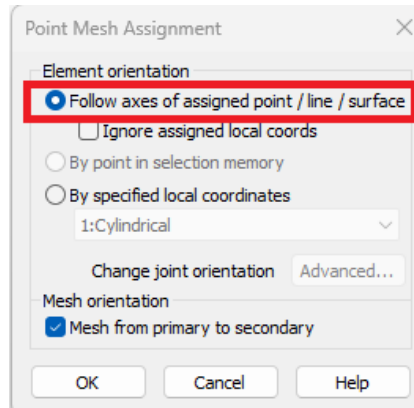 Point Mesh Assignment
Element orientation
Follow axes of assigned point / line / surface
Ignore assigned local coords
By point in selection memory
By specified local coordinates
1:Cylindrical
Change joint orientation Advanced...
Mesh orientation
Mesh from primary to secondary
OK Cancel Help